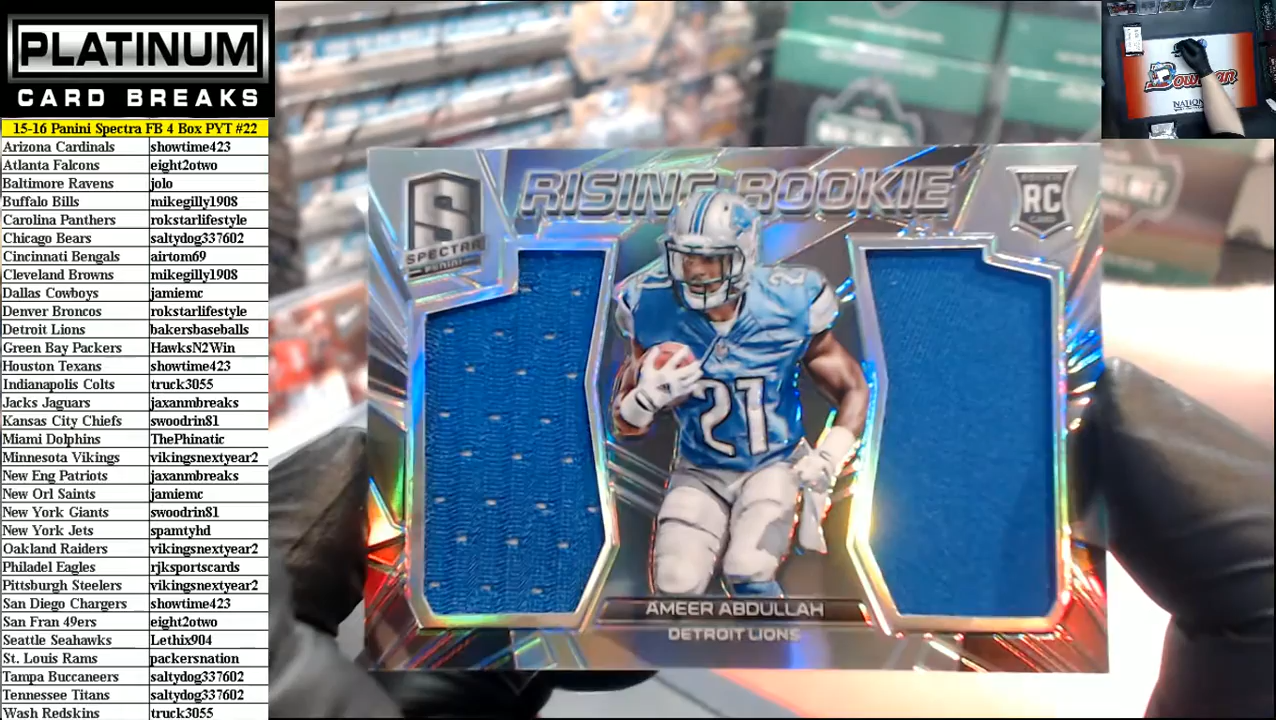 PLATINUM
CARD BREAKS
15-16 Panini Spectra FB 4 Box PYT #22
Arizona Cardinals showtime423
Atlanta Falcons eight2otwo
Baltimore Ravens jolo
Buffalo Bills mikegilly1908
Carolina Panthers rokstarlifestyle
Chicago Bears saltydog337602
Cincinnati Bengals airtom69
Cleveland Browns mikegilly1908
Dallas Cowboys jamiemc
Denver Broncos rokstarlifestyle
Detroit Lions bakersbaseballs
Green Bay Packers HawksN2Win
Houston Texans showtime423
Indianapolis Colts truck3055
Jacks Jaguars jaxanmbreaks
Kansas City Chiefs swoodrin81
Miami Dolphins ThePhinatic
Minnesota Vikings vikingsnextyear2
New Eng Patriots jaxanmbreaks
New Orl Saints jamiemc
New York Giants swoodrin81
New York Jets spamtyhd
Oakland Raiders vikingsnextyear2
Philadel Eagles rjksportscards
Pittsburgh Steelers vikingsnextyear2
San Diego Chargers showtime423
San Fran 49ers eight2otwo
Seattle Seahawks Lethix904
St. Louis Rams packersnation
Tampa Buccaneers saltydog337602
Tennessee Titans saltydog337602
Wash Redskins truck3055
RISING ROOKIE
RC
S
SPECTRA
PANINI
21
21
AMEER ABDULLAH
DETROIT LIONS
Bowman
NATION